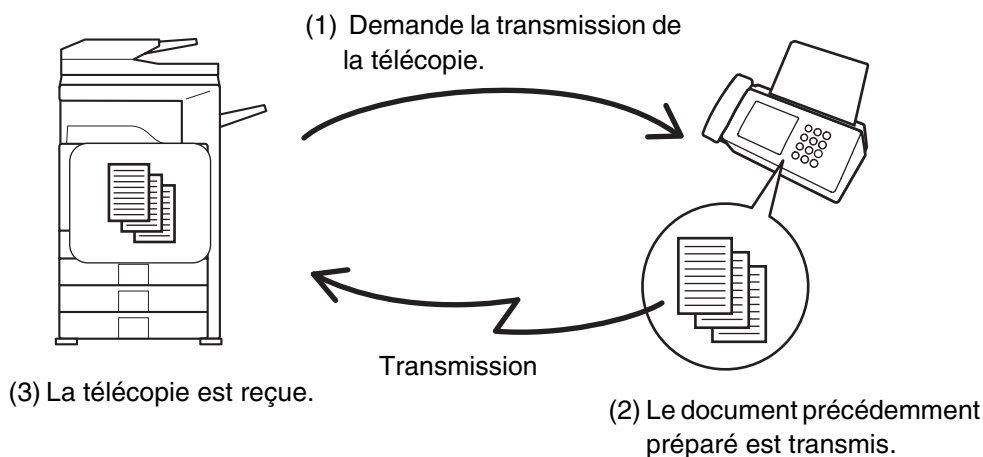 (1) Demande la transmission de
la télécopie.
Transmission
(3) La télécopie est reçue.
(2) Le document précédemment
préparé est transmis.